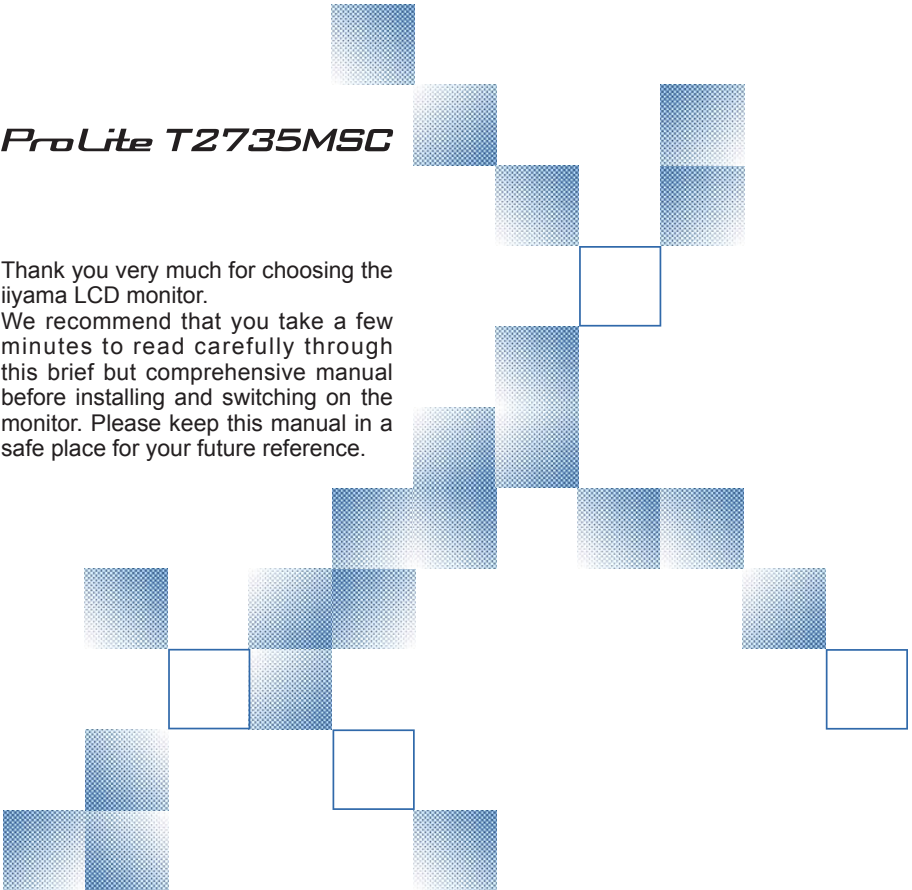 ProLite T2735MSC
Thank you very much for choosing the
iiyama LCD monitor.
We recommend that you take a few
minutes to read carefully through
this brief but comprehensive manual
before installing and switching on the
monitor. Please keep this manual in a
safe place for your future reference.